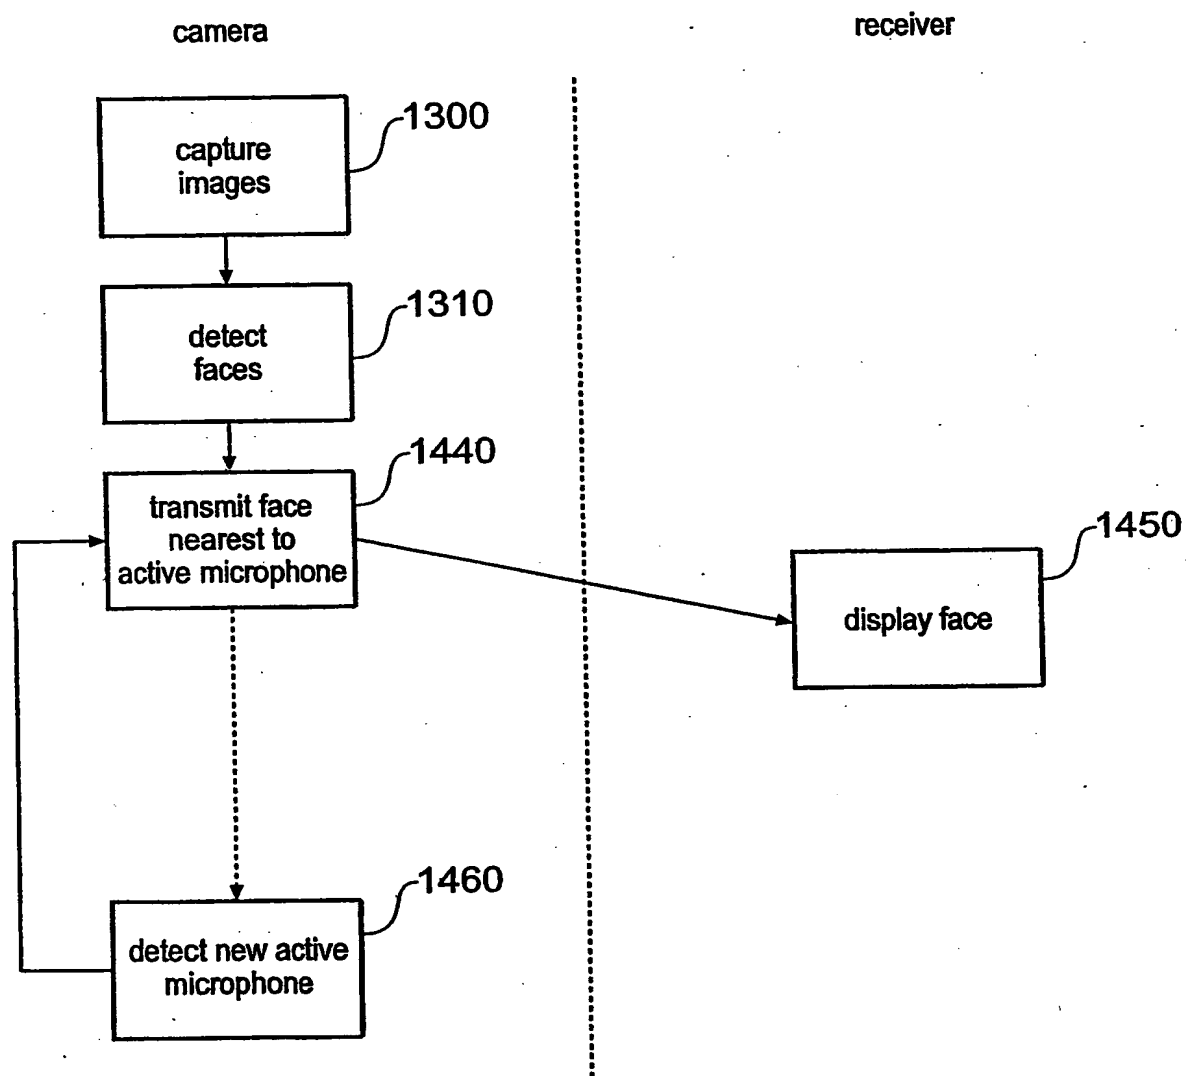 camera
receiver
1300
capture
images
1310
detect
faces
1440
transmit face
nearest to
active microphone
1450
display face
1460
detect new active
microphone